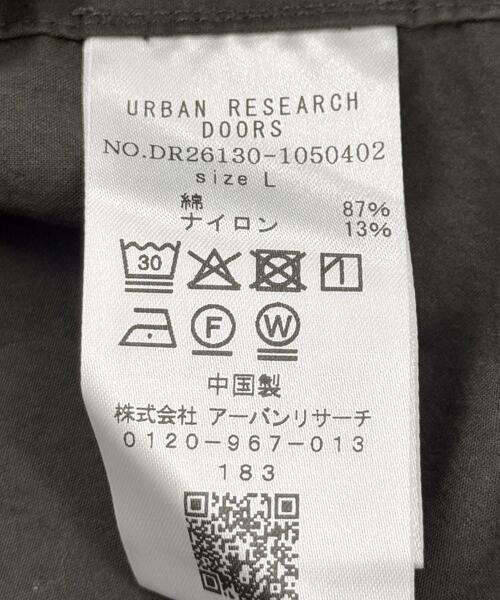 URBAN RESEARCH
DOORS
NO.DR26130-1050402
size L
綿 87%
ナイロン 13%
30
F W
中国製
株式会社 アーバンリサーチ
0120-967-013
183